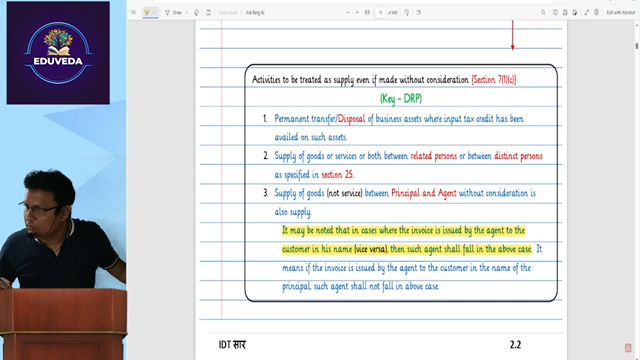 EDUVEDA
Ask Bing AI
Edit with Acrobat
Activities to be treated as supply even if made without consideration [Section 7(1)(c)]
(Key – DRP)
1. Permanent transfer/Disposal of business assets where input tax credit has been
availed on such assets.
2. Supply of goods or services or both between related persons or between distinct persons
as specified in section 25.
3. Supply of goods (not service) between Principal and Agent without consideration is
also supply.
It may be noted that in cases where the invoice is issued by the agent to the
customer in his name (vice versa), then such agent shall fall in the above case. It
means if the invoice is issued by the agent to the customer in the name of the
principal, such agent shall not fall in above case.
IDT सार 2.2